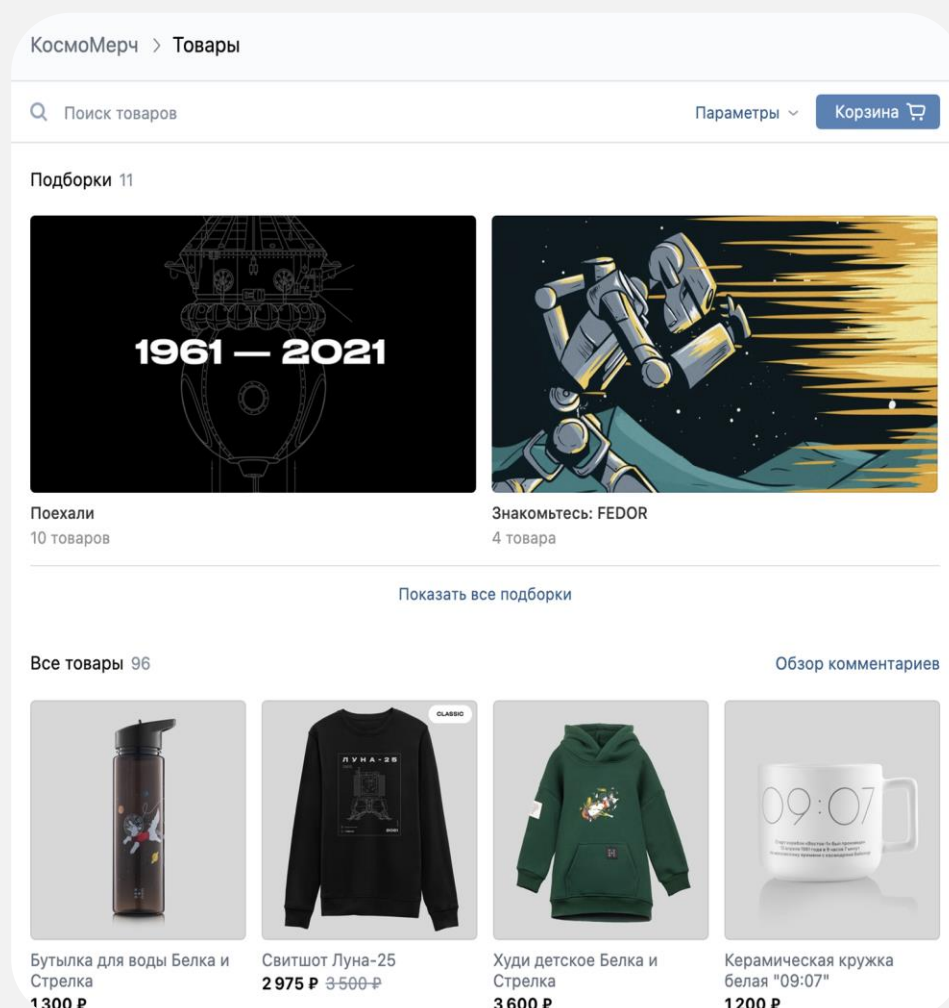 КосмоМерч > Товары
Поиск товаров
Параметры
Корзина
Подборки 11
1961 — 2021
Поехали
10 товаров
Знакомьтесь: FEDOR
4 товара
Показать все подборки
Все товары 96
Обзор комментариев
CLASSIC
ЛУНА-25
2021
09:07
Бутылка для воды Белка и
Стрелка
1 300 ₽
Свитшот Луна-25
2 975 ₽ 3 500 ₽
Худи детское Белка и
Стрелка
3 600 ₽
Керамическая кружка
белая "09:07"
1 200 ₽